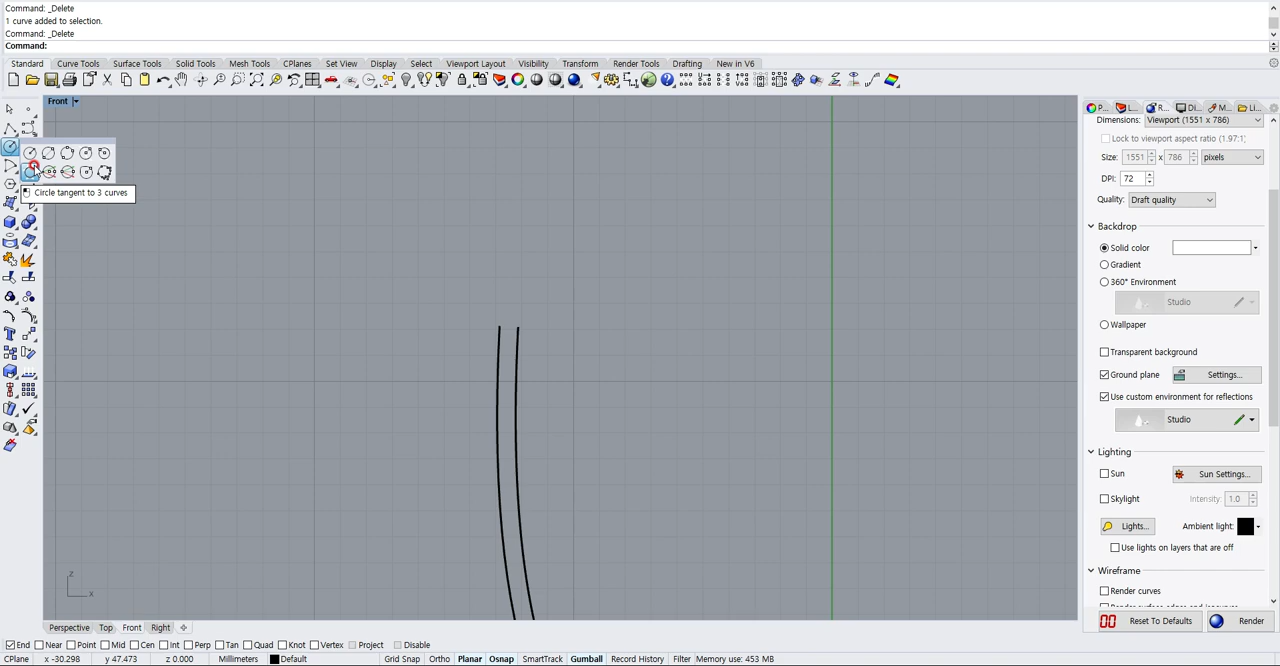 Command: _Delete
1 curve added to selection.
Command: _Delete
Command:
Standard Curve Tools Surface Tools Solid Tools Mesh Tools CPlanes Set View Display Select Viewport Layout Visibility Transform Render Tools Drafting New in V6
Front
P... L... R... Di... M... Li...
Dimensions: Viewport (1551 x 786)
Lock to viewport aspect ratio (1.97:1)
Size: 1551 x 786 pixels
DPI: 72
Quality: Draft quality
Circle tangent to 3 curves
Backdrop
Solid color
Gradient
360° Environment
Studio
Wallpaper
Transparent background
Ground plane Settings...
Use custom environment for reflections
Studio
Lighting
Sun Sun Settings...
Skylight Intensity: 1.0
Lights... Ambient light:
Use lights on layers that are off
Wireframe
Render curves
z
x
Reset To Defaults Render
Perspective Top Front Right
End Near Point Mid Cen Int Perp Tan Quad Knot Vertex Project Disable
CPlane x -30.298 y 47.473 z 0.000 Millimeters Default Grid Snap Ortho Planar Osnap SmartTrack Gumball Record History Filter Memory use: 453 MB